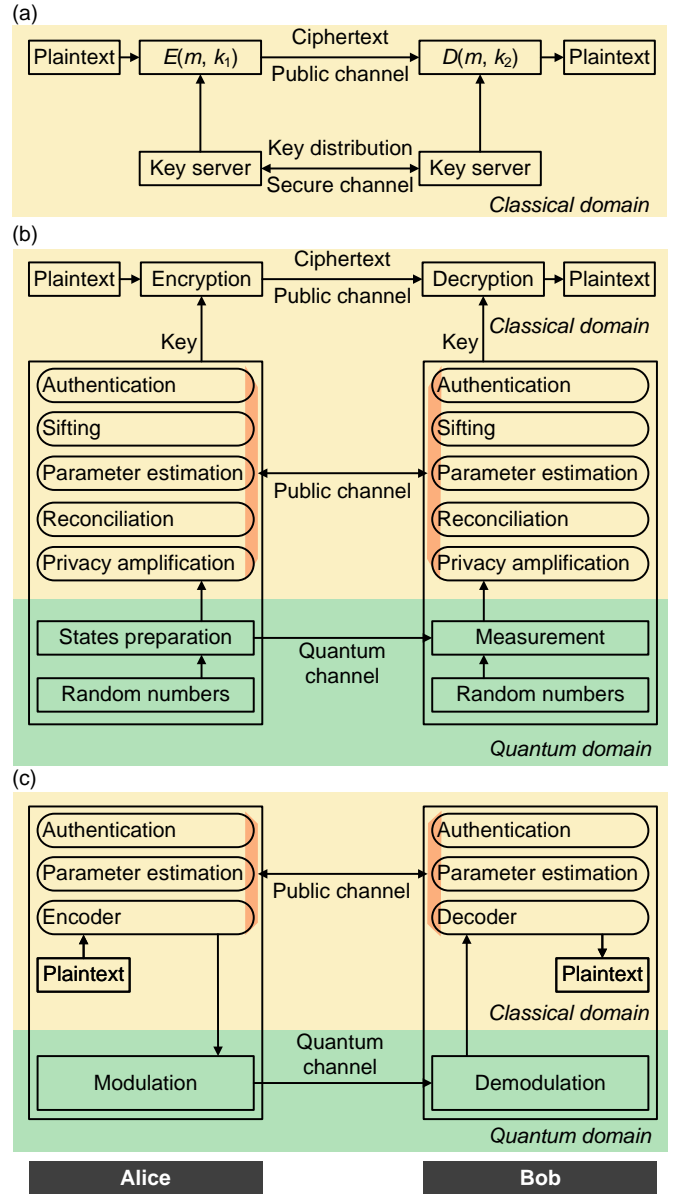 (a)
Plaintext E(m, k₁) Ciphertext D(m, k₂) Plaintext
Public channel
Key server Key distribution Key server
Secure channel
Classical domain
(b)
Plaintext Encryption Ciphertext Decryption Plaintext
Public channel
Classical domain
Key Key
Authentication Authentication
Sifting Sifting
Parameter estimation Parameter estimation
Public channel
Reconciliation Reconciliation
Privacy amplification Privacy amplification
States preparation Measurement
Quantum
channel
Random numbers Random numbers
Quantum domain
(c)
Authentication Authentication
Parameter estimation Parameter estimation
Public channel
Encoder Decoder
Plaintext Plaintext
Classical domain
Quantum
channel
Modulation Demodulation
Quantum domain
Alice Bob